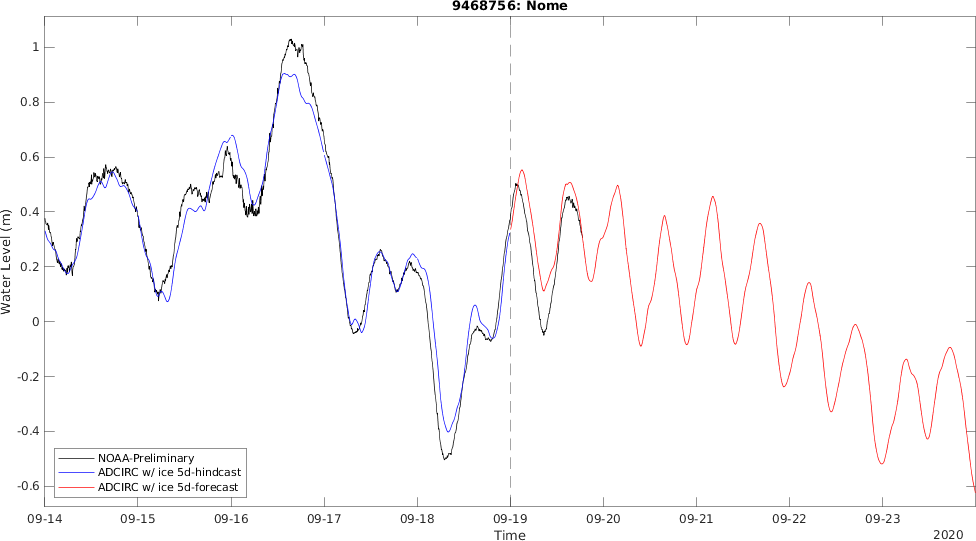 9468756: Nome
Water Level (m)
1
0.8
0.6
0.4
0.2
0
-0.2
-0.4
-0.6
NOAA-Preliminary
ADCIRC w/ ice 5d-hindcast
ADCIRC w/ ice 5d-forecast
09-14 09-15 09-16 09-17 09-18 09-19 09-20 09-21 09-22 09-23
Time
2020